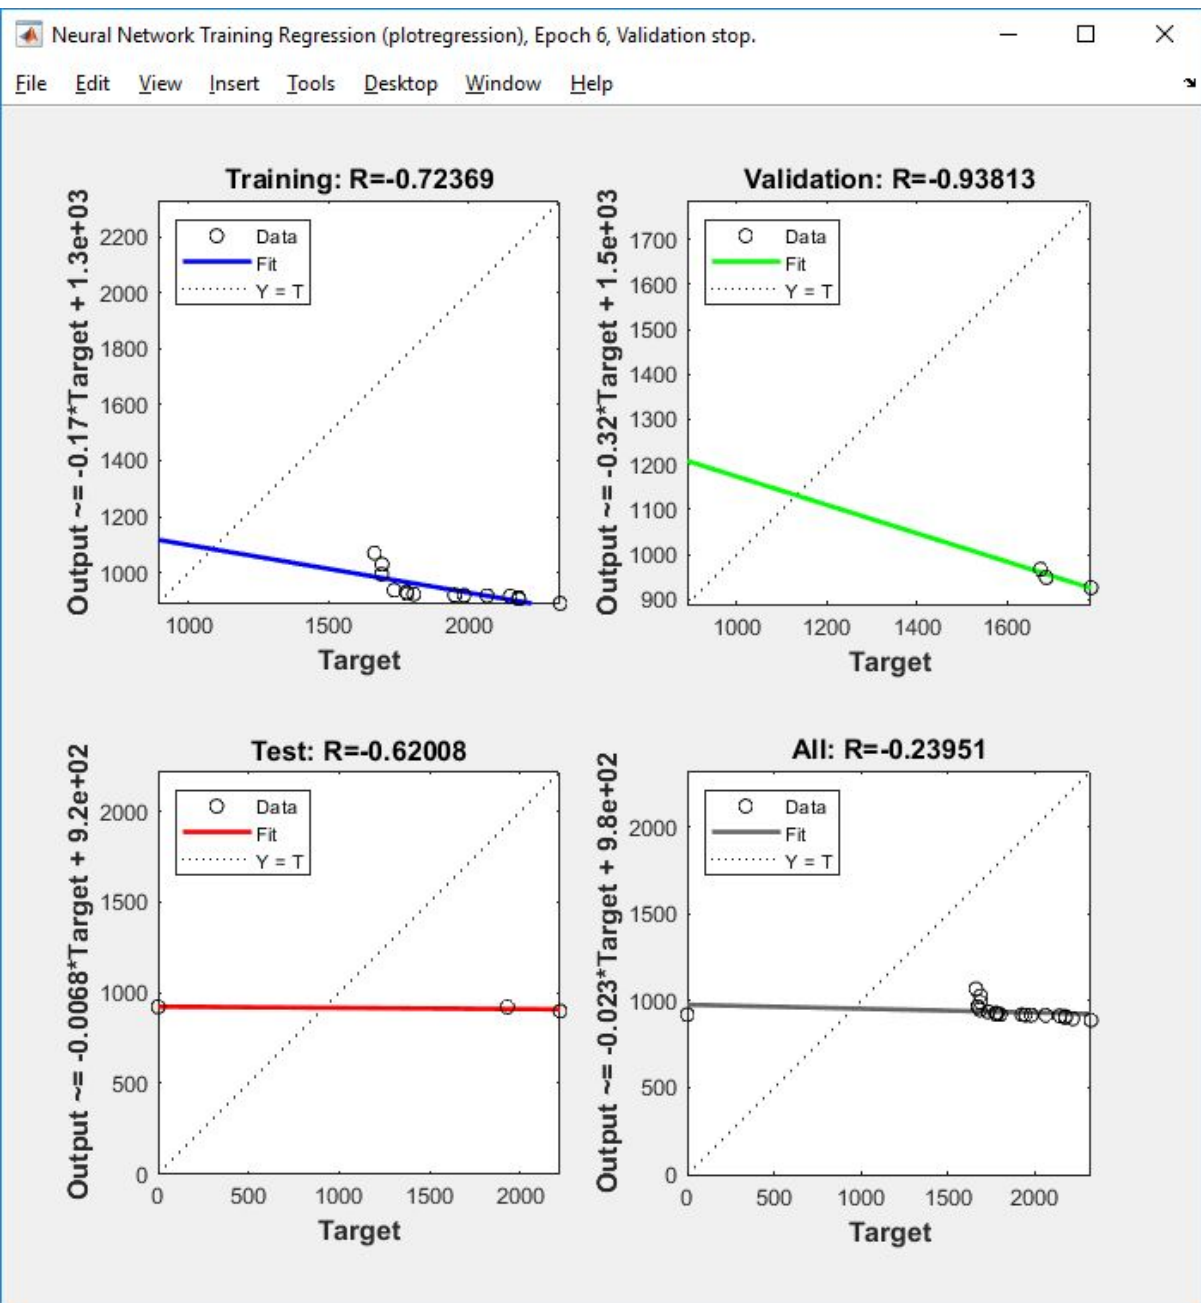 Neural Network Training Regression (plotregression), Epoch 6, Validation stop.
File Edit View Insert Tools Desktop Window Help
Training: R=-0.72369
Output ~= -0.17*Target + 1.3e+03
Data
Fit
Y = T
2200
2000
1800
1600
1400
1200
1000
1000 1500 2000
Target
Validation: R=-0.93813
Output ~= -0.32*Target + 1.5e+03
Data
Fit
Y = T
1700
1600
1500
1400
1300
1200
1100
1000
900
1000 1200 1400 1600
Target
Test: R=-0.62008
Output ~= -0.0068*Target + 9.2e+02
Data
Fit
Y = T
2000
1500
1000
500
0
0 500 1000 1500 2000
Target
All: R=-0.23951
Output ~= -0.023*Target + 9.8e+02
Data
Fit
Y = T
2000
1500
1000
500
0
0 500 1000 1500 2000
Target